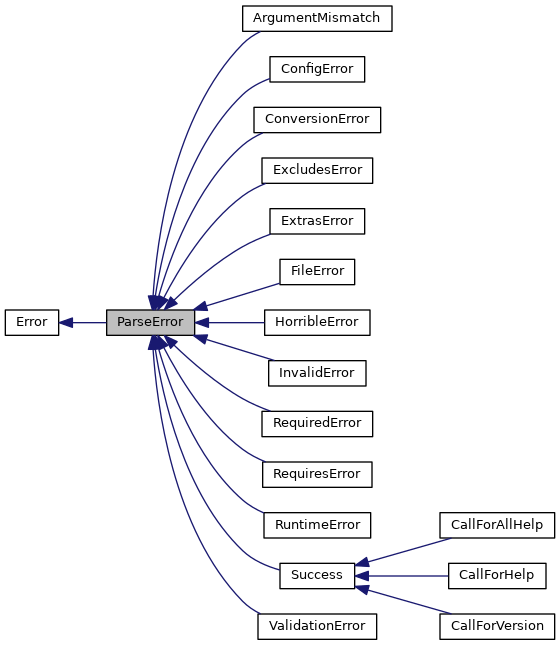 ArgumentMismatch
ConfigError
ConversionError
ExcludesError
ExtrasError
FileError
Error
ParseError
HorribleError
InvalidError
RequiredError
RequiresError
RuntimeError
CallForAllHelp
Success
CallForHelp
ValidationError
CallForVersion